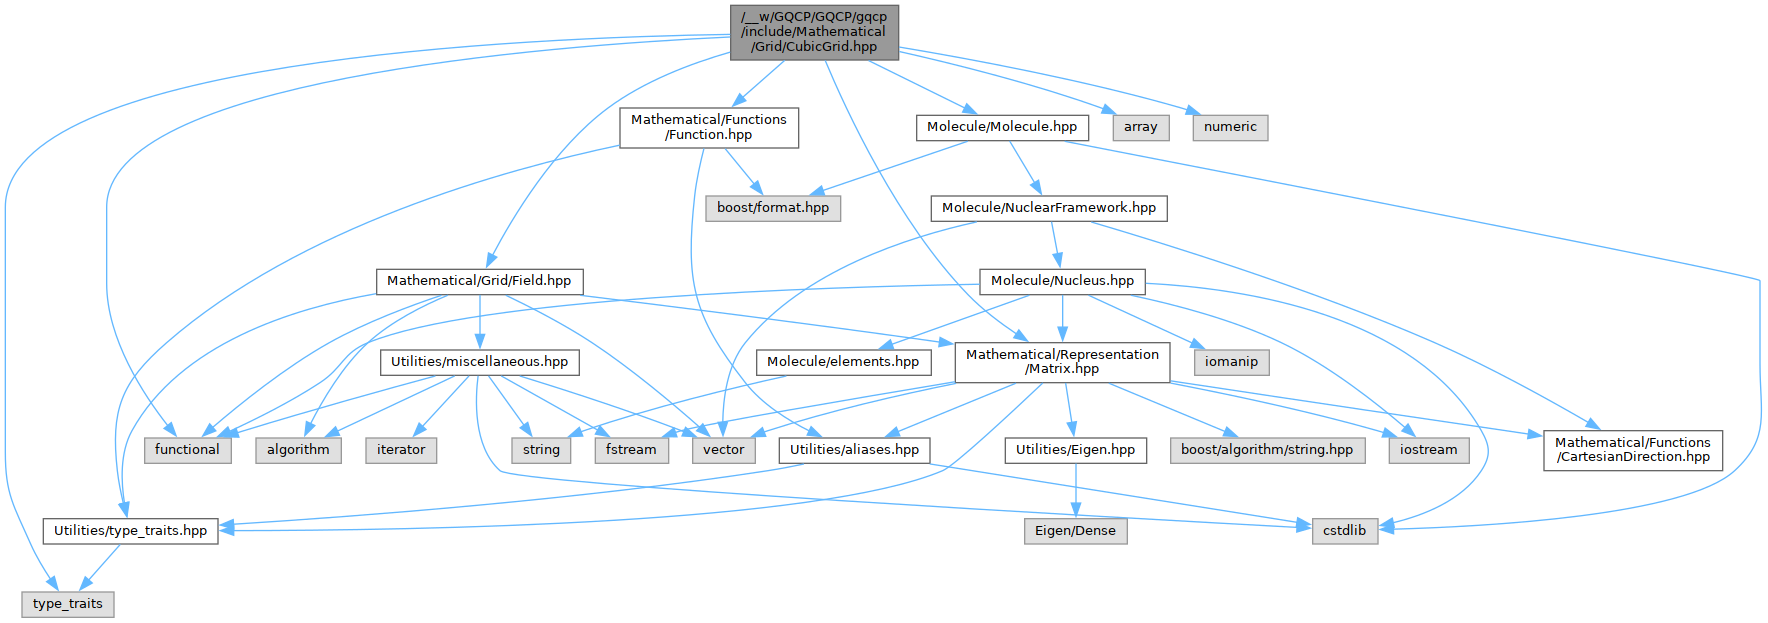 /__w/GQCP/GQCP/gqcp
/include/Mathematical
/Grid/CubicGrid.hpp
Mathematical/Functions
/Function.hpp
Molecule/Molecule.hpp
array
numeric
boost/format.hpp
Molecule/NuclearFramework.hpp
Mathematical/Grid/Field.hpp
Molecule/Nucleus.hpp
Utilities/miscellaneous.hpp
Molecule/elements.hpp
Mathematical/Representation
/Matrix.hpp
iomanip
functional
algorithm
iterator
string
fstream
vector
Utilities/aliases.hpp
Utilities/Eigen.hpp
boost/algorithm/string.hpp
iostream
Mathematical/Functions
/CartesianDirection.hpp
Utilities/type_traits.hpp
Eigen/Dense
cstdlib
type_traits